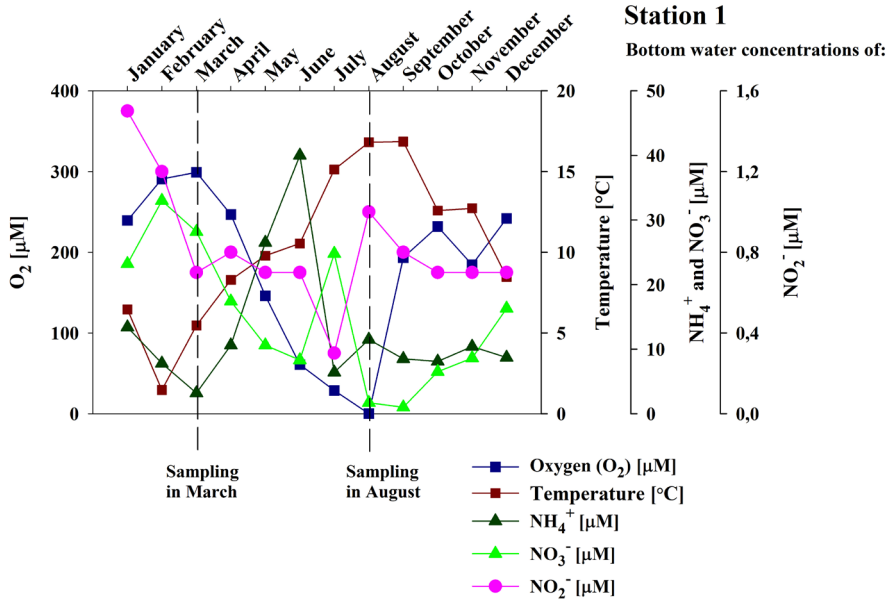 Station 1
Bottom water concentrations of:
January
February
March
April
May
June
July
August
September
October
November
December
400
300
200
100
0
O₂ [µM]
20
15
10
5
0
Temperature [°C]
50
40
30
20
10
0
NH₄⁺ and NO₃⁻ [µM]
1,6
1,2
0,8
0,4
0,0
NO₂⁻ [µM]
Sampling
in March
Sampling
in August
Oxygen (O₂) [µM]
Temperature [°C]
NH₄⁺ [µM]
NO₃⁻ [µM]
NO₂⁻ [µM]